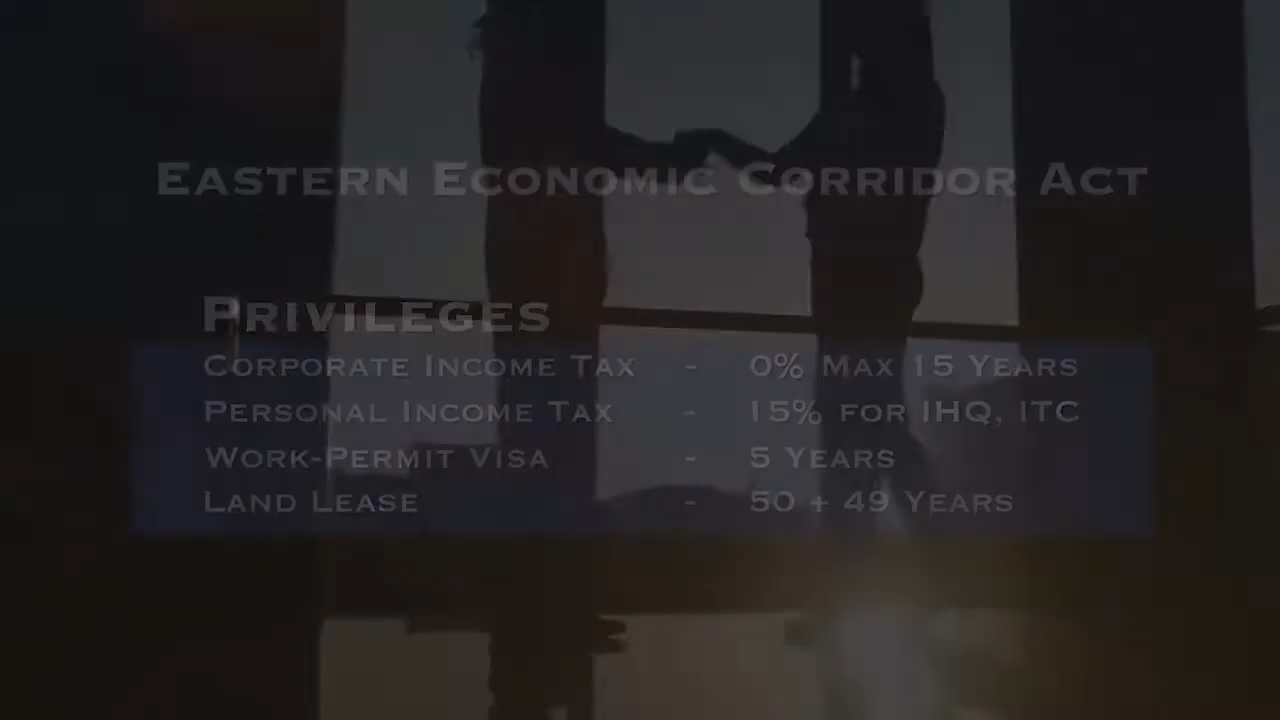 Eastern Economic Corridor Act
Privileges
Corporate Income Tax - 0% Max 15 Years
Personal Income Tax - 15% for IHQ, ITC
Work-Permit Visa - 5 Years
Land Lease - 50 + 49 Years